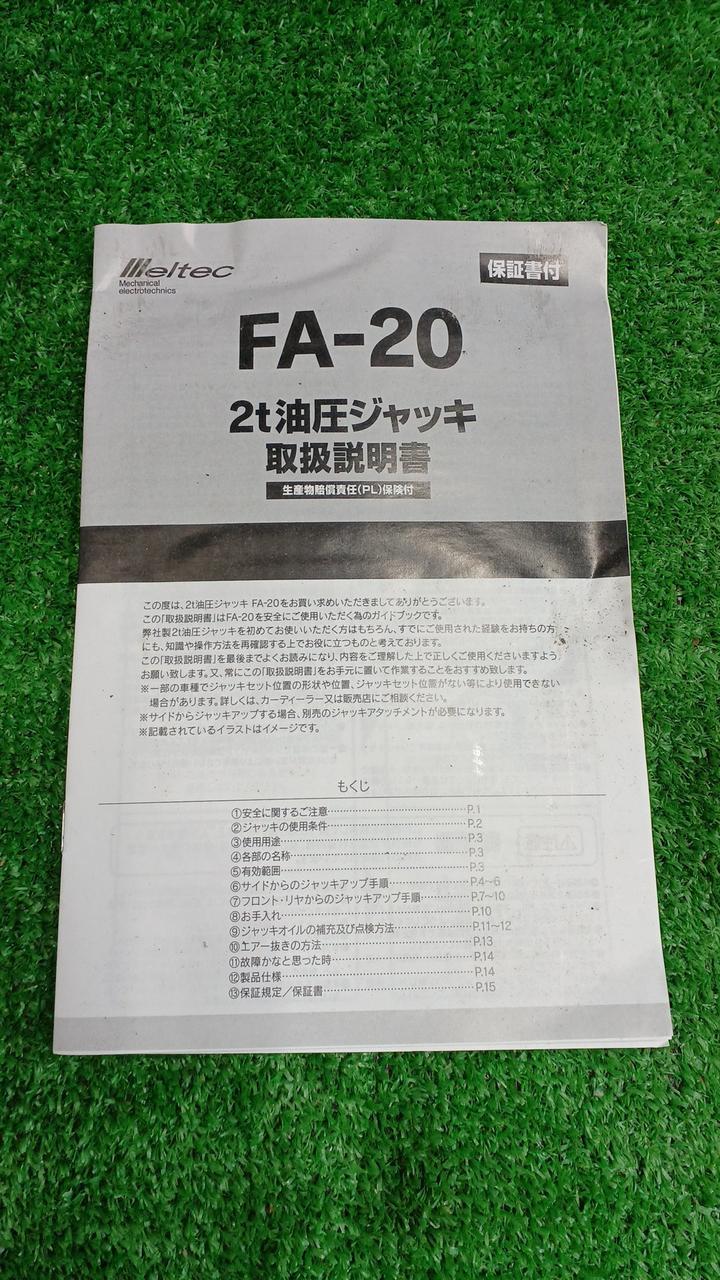 Meltec
Mechanical
electrotechnics
保証書付
FA-20
2t油圧ジャッキ
取扱説明書
生産物賠償責任(PL)保険付
この度は、2t油圧ジャッキ FA-20をお買い求めいただきましてありがとうございます。
この「取扱説明書」はFA-20を安全にご使用いただく為のガイドブックです。
弊社製2t油圧ジャッキを初めてお使いいただく方はもちろん、すでにご使用された経験をお持ちの方
にも、知識や操作方法を再確認する上でお役に立つものと考えております。
この「取扱説明書」を最後までよくお読みになり、内容をご理解した上で正しくご使用くださいますよう
お願い致します。又、常にこの「取扱説明書」をお手元に置いて作業することをおすすめ致します。
※一部の車種でジャッキセット位置の形状や位置、ジャッキセット位置がない等により使用できない
場合があります。詳しくは、カーディーラー又は販売店にご相談ください。
※サイドからジャッキアップする場合、別売のジャッキアタッチメントが必要になります。
※記載されているイラストはイメージです。
もくじ
①安全に関するご注意…………P.1
②ジャッキの使用条件…………P.2
③使用用途…………P.3
④各部の名称…………P.3
⑤有効範囲…………P.3
⑥サイドからのジャッキアップ手順…………P.4～6
⑦フロント・リヤからのジャッキアップ手順…………P.7～10
⑧お手入れ…………P.10
⑨ジャッキオイルの補充及び点検方法…………P.11～12
⑩エアー抜きの方法…………P.13
⑪故障かなと思った時…………P.14
⑫製品仕様…………P.14
⑬保証規定／保証書…………P.15